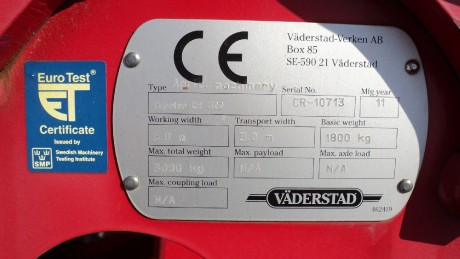 Euro Test®
ET
Certificate
Issued by
Swedish Machinery
Testing Institute
SMP
CE
Väderstad-Verken AB
Box 85
SE-590 21 Väderstad
Type
Serial No.
Mfg year
CR-10713
11
Working width
Transport width
Basic weight
m
m
1800 kg
Max. total weight
Max. payload
Max. axle load
kg
N/A
N/A
Max. coupling load
N/A
VÄDERSTAD
462419